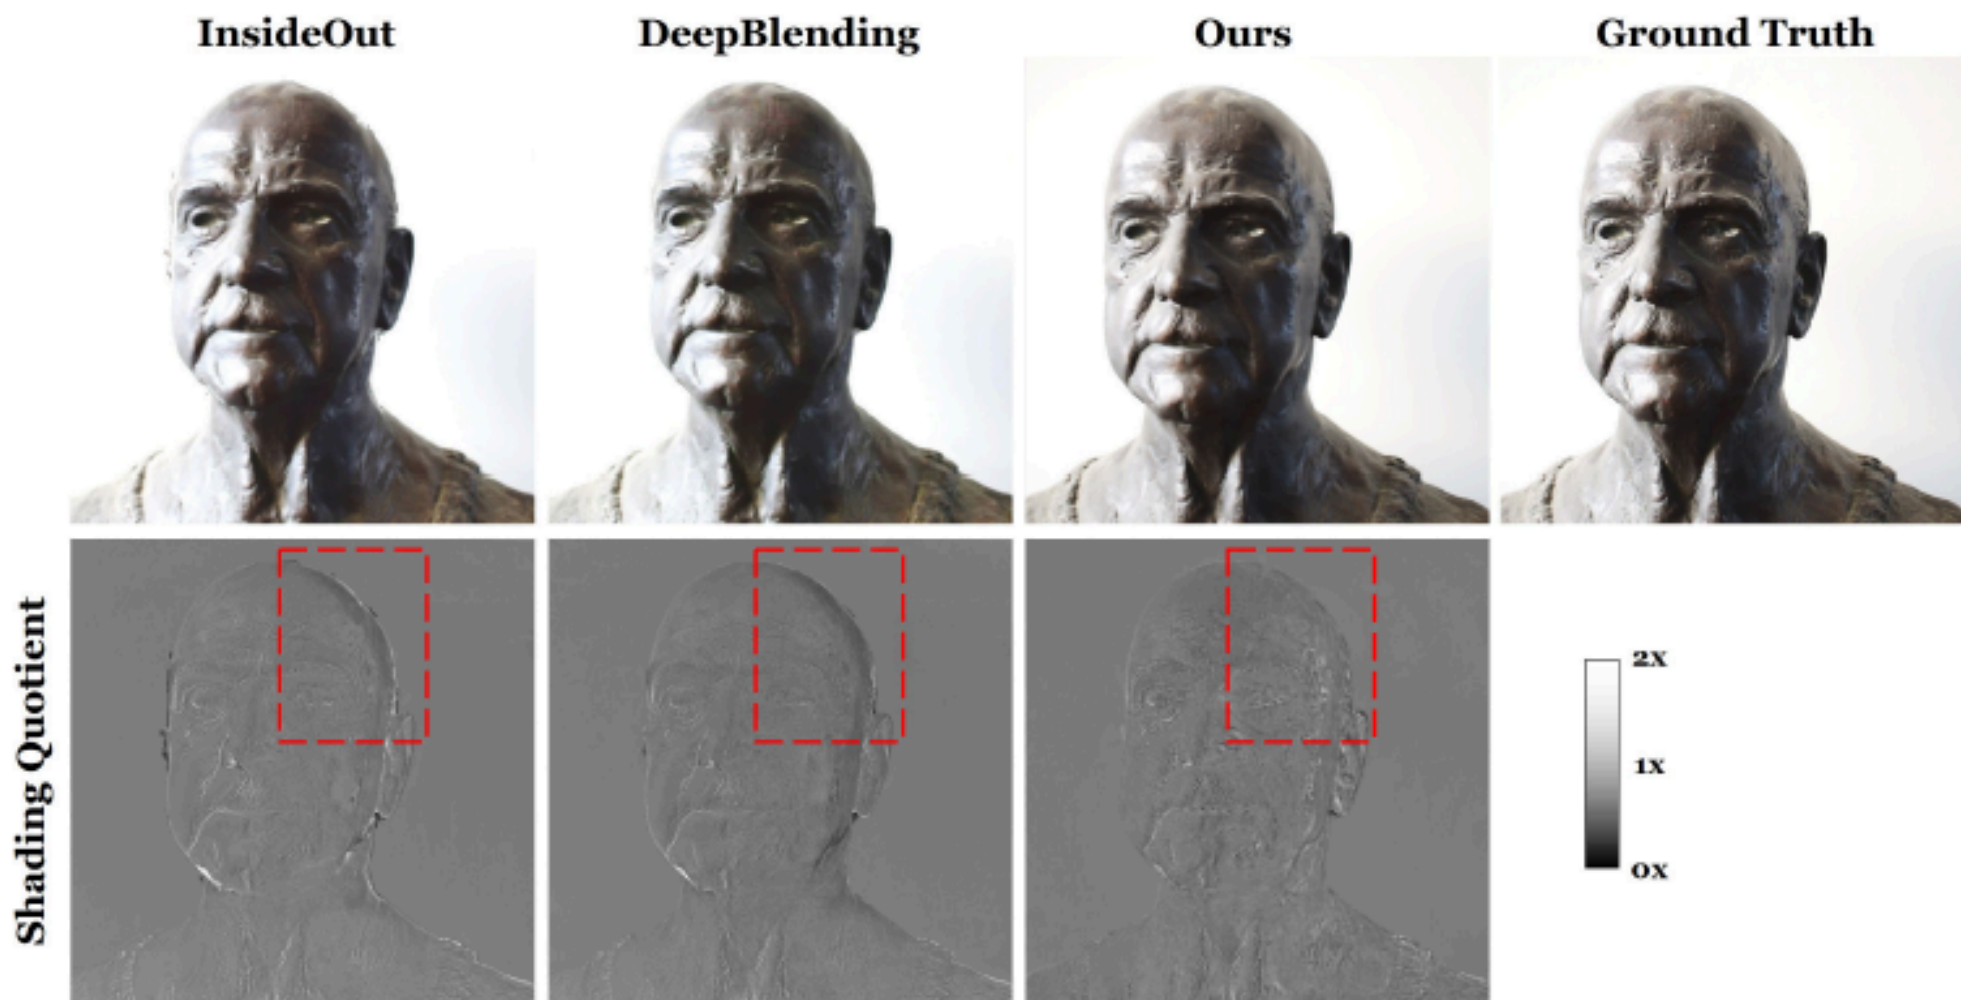 InsideOut
DeepBlending
Ours
Ground Truth
Shading Quotient
2x
1x
0x